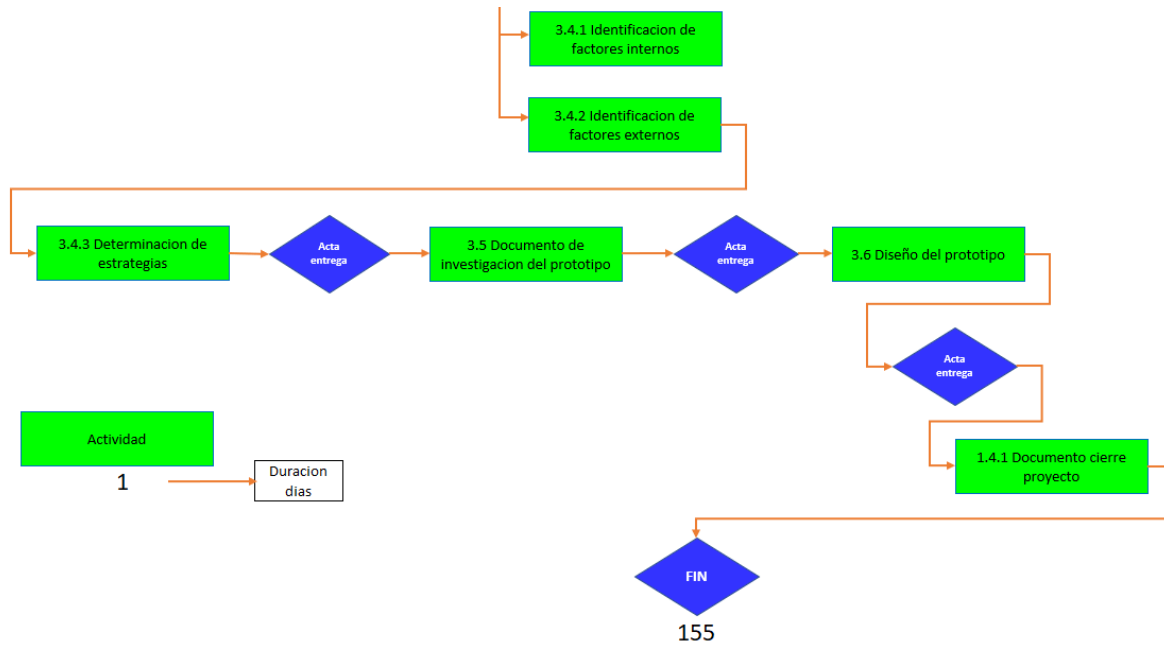 3.4.1 Identificacion de
factores internos
3.4.2 Identificacion de
factores externos
3.4.3 Determinacion de
estrategias
Acta
entrega
3.5 Documento de
investigacion del prototipo
Acta
entrega
3.6 Diseño del prototipo
Acta
entrega
Actividad
1
Duracion
dias
1.4.1 Documento cierre
proyecto
FIN
155